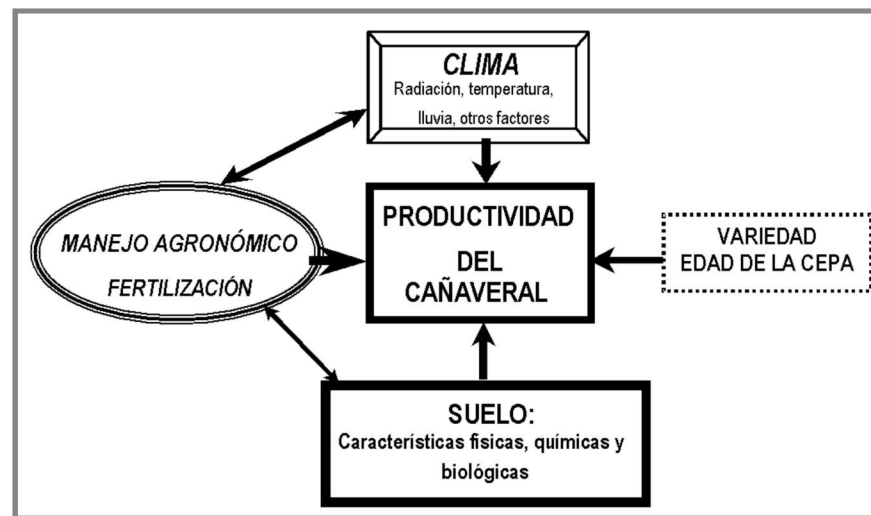 CLIMA
Radiación, temperatura,
lluvia, otros factores
MANEJO AGRONÓMICO
FERTILIZACIÓN
PRODUCTIVIDAD
DEL
CAÑAVERAL
VARIEDAD
EDAD DE LA CEPA
SUELO:
Características físicas, químicas y
biológicas